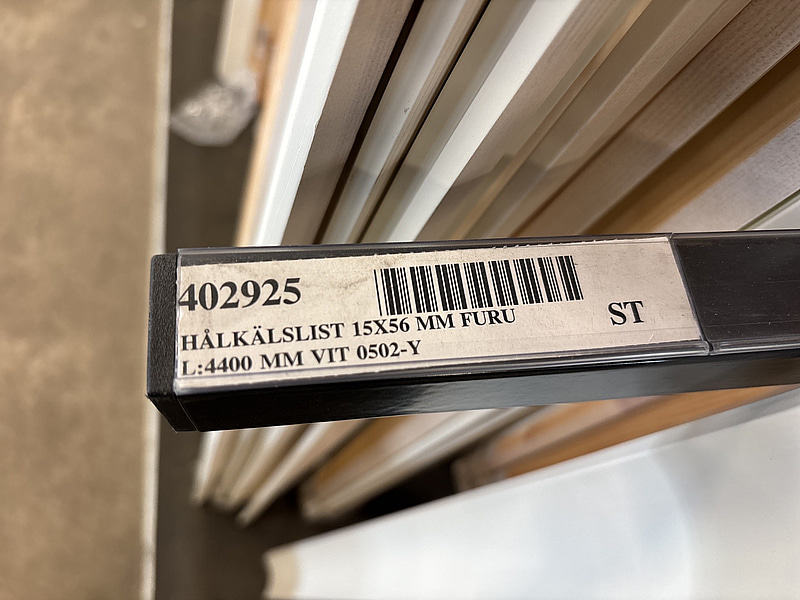 402925
HÅLKÄLSLIST 15X56 MM FURU
L:4400 MM VIT 0502-Y
ST